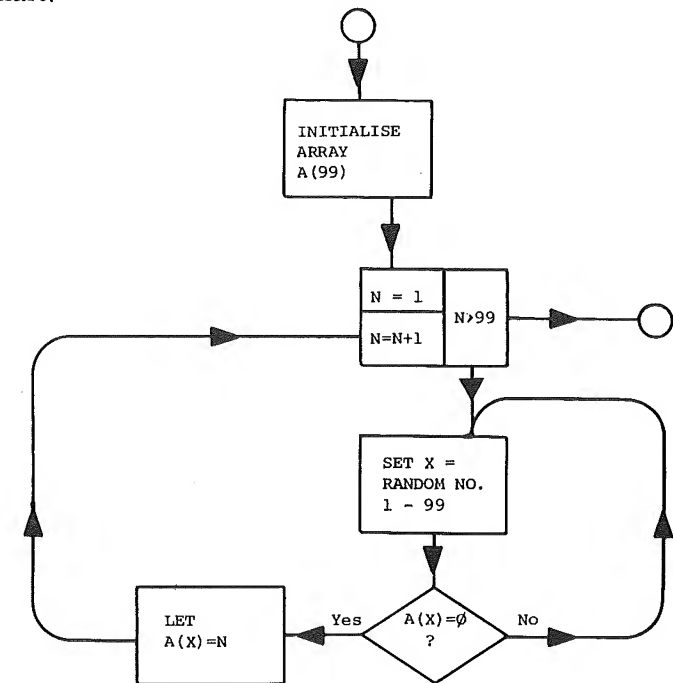 INITIALISE
ARRAY
A(99)
N = 1
N=N+1
N>99
SET X =
RANDOM NO.
1 - 99
A(X)=Ø
?
Yes
No
LET
A(X)=N